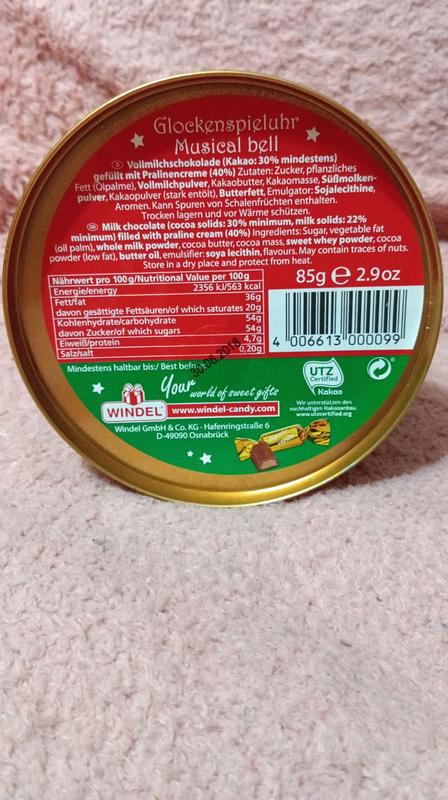 Glockenspieluhr
Musical bell
D Vollmilchschokolade (Kakao: 30% mindestens)
gefüllt mit Pralinencreme (40%) Zutaten: Zucker, pflanzliches
Fett (Ölpalme), Vollmilchpulver, Kakaobutter, Kakaomasse, Süßmolken-
pulver, Kakaopulver (stark entölt), Butterfett, Emulgator: Sojalecithine,
Aromen. Kann Spuren von Schalenfrüchten enthalten.
Trocken lagern und vor Wärme schützen.
GB Milk chocolate (cocoa solids: 30% minimum, milk solids: 22%
minimum) filled with praline cream (40%) Ingredients: Sugar, vegetable fat
(oil palm), whole milk powder, cocoa butter, cocoa mass, sweet whey powder, cocoa
powder (low fat), butter oil, emulsifier: soya lecithin, flavours. May contain traces of nuts.
Store in a dry place and protect from heat.
Nährwert pro 100g/Nutritional Value per 100g
Energie/energy 2356 kJ/563 kcal
Fett/fat 36g
davon gesättigte Fettsäuren/of which saturates 20g
Kohlenhydrate/carbohydrate 54g
davon Zucker/of which sugars 54g
Eiweiß/protein 4,7g
Salz/salt 0,20g
85g e 2.9oz
4 006613 000099
Mindestens haltbar bis/ Best before
30.06.2018
Your world of sweet gifts
WINDEL®
www.windel-candy.com
Windel GmbH & Co. KG · Hafenringstraße 6
D-49090 Osnabrück
UTZ
Certified
Kakao
Wir unterstützen den
nachhaltigen Kakaoanbau
www.utzcertified.org